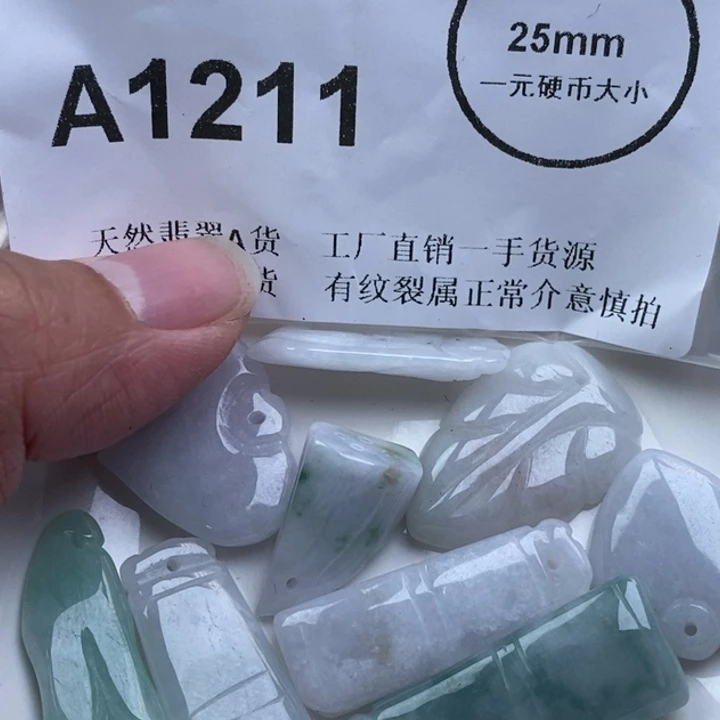 25mm
一元硬币大小
A1211
天然翡翠A货 工厂直销一手货源
货 有纹裂属正常介意慎拍